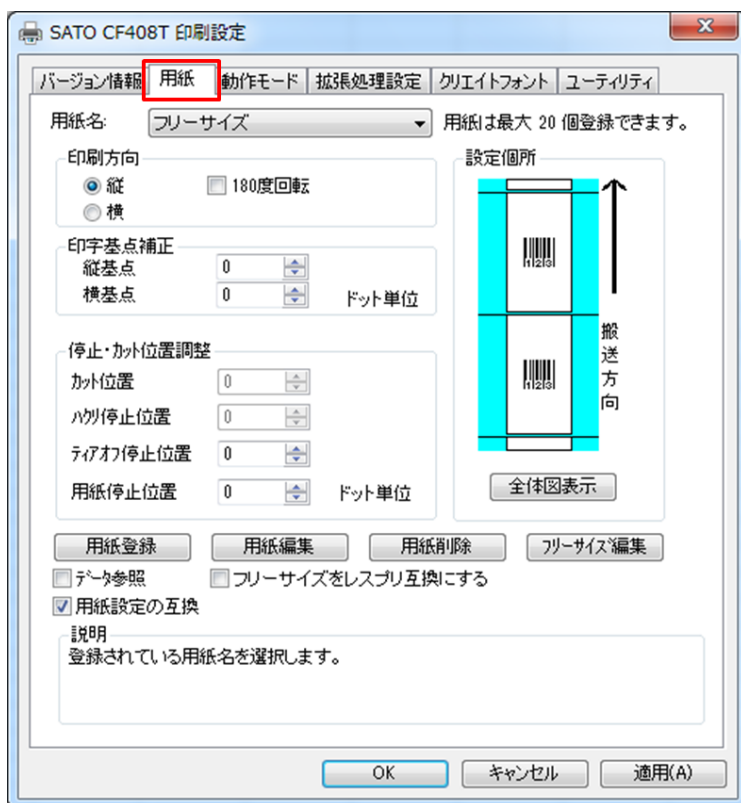 SATO CF408T 印刷設定
バージョン情報 用紙 動作モード 拡張処理設定 クリエイトフォント ユーティリティ
用紙名: フリーサイズ 用紙は最大 20 個登録できます。
印刷方向
縦 180度回転
横
印字基点補正
縦基点 0
横基点 0 ドット単位
停止・カット位置調整
カット位置 0
ハクリ停止位置 0
ティアオフ停止位置 0
用紙停止位置 0 ドット単位
設定個所
123
123
搬送方向
全体図表示
用紙登録 用紙編集 用紙削除 フリーサイズ編集
データ参照 フリーサイズをレスプリ互換にする
用紙設定の互換
説明
登録されている用紙名を選択します。
OK キャンセル 適用(A)